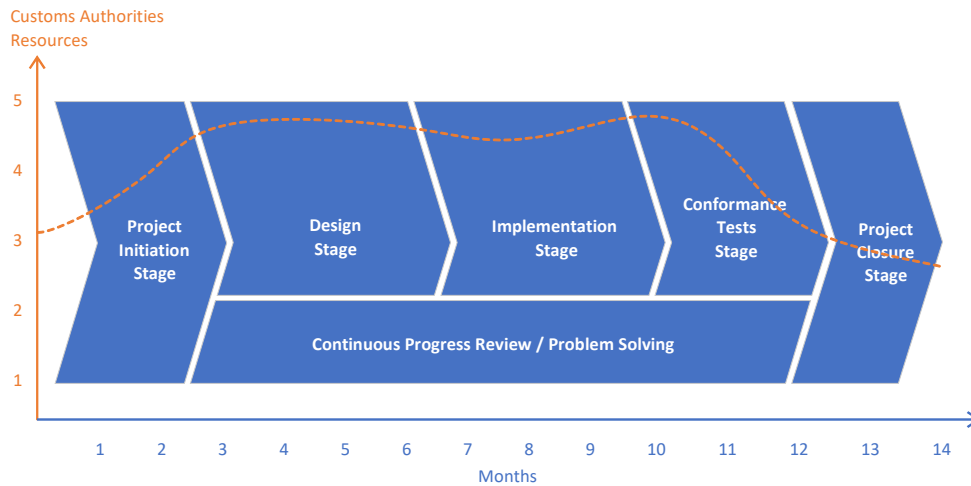 Customs Authorities
Resources
5
4
3
2
1
Project
Initiation
Stage
Design
Stage
Implementation
Stage
Conformance
Tests
Stage
Project
Closure
Stage
Continuous Progress Review / Problem Solving
1 2 3 4 5 6 7 8 9 10 11 12 13 14
Months